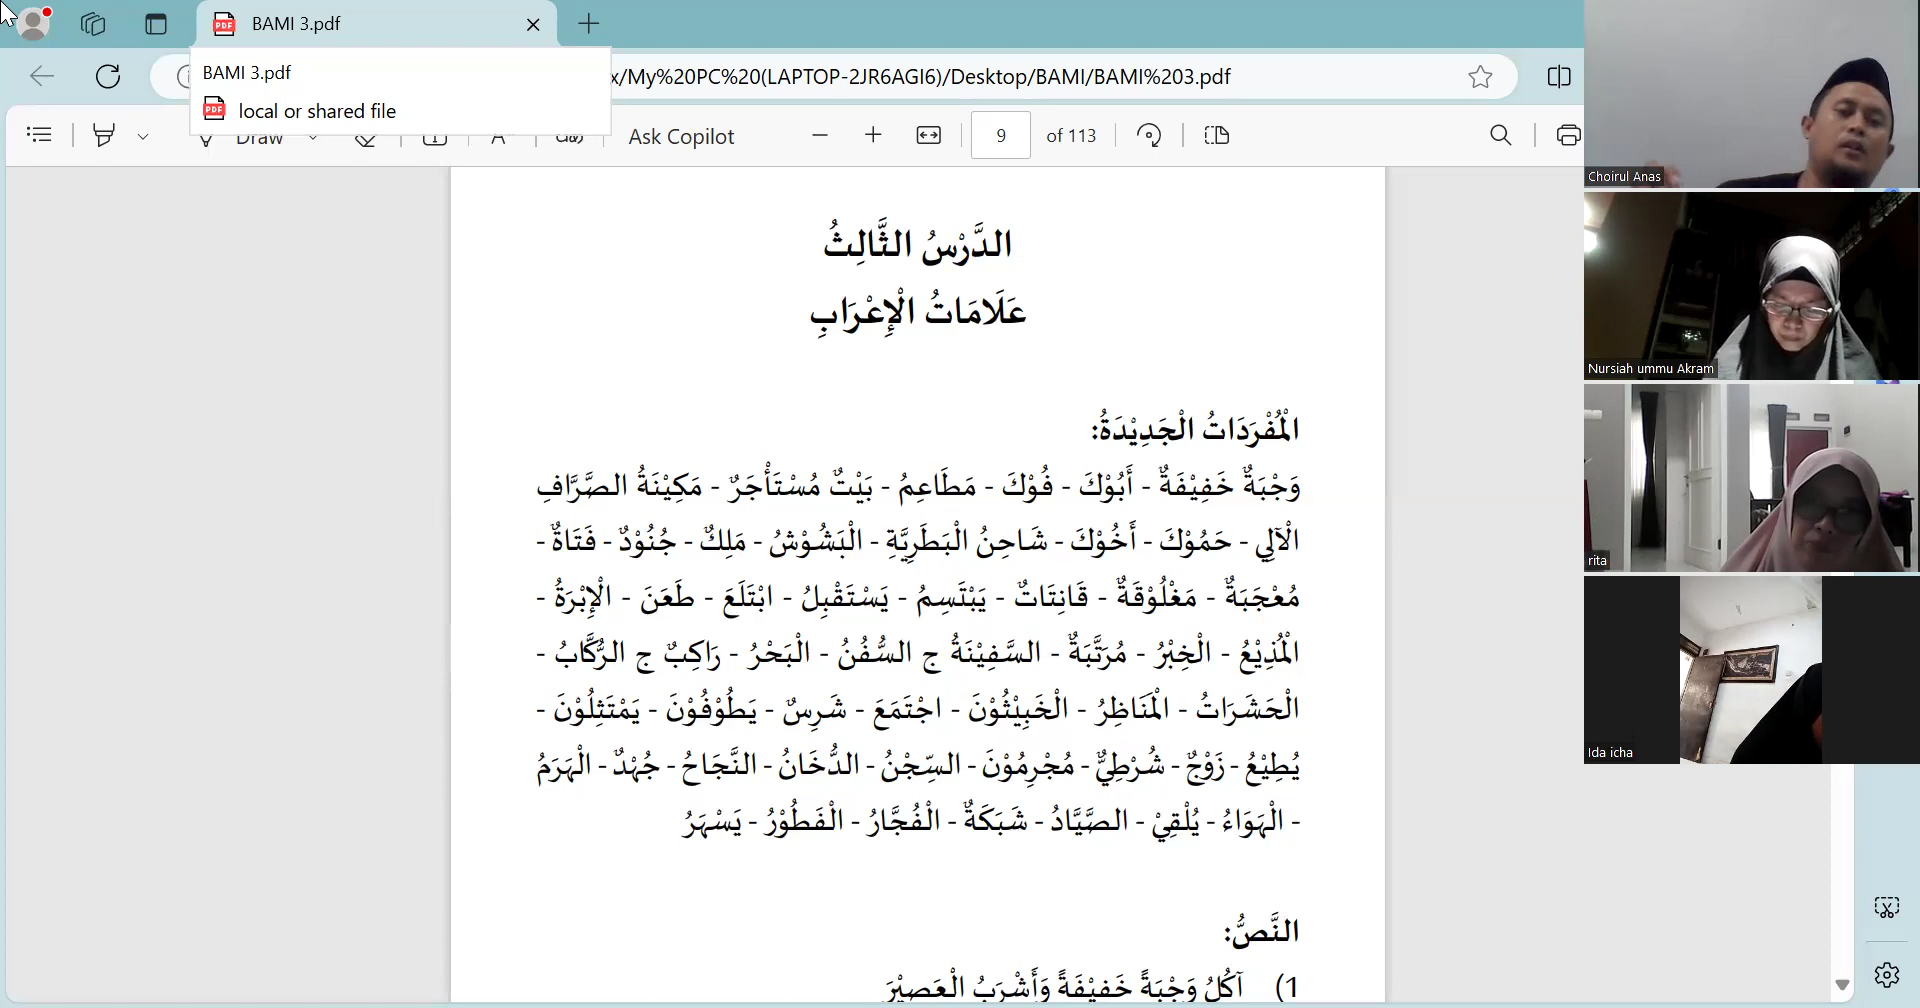 BAMI 3.pdf
BAMI 3.pdf
x/My%20PC%20(LAPTOP-2JR6AGI6)/Desktop/BAMI/BAMI%203.pdf
local or shared file
Draw
Ask Copilot
9 of 113
الدَّرْسُ الثَّالِثُ
عَلَامَاتُ الْإِعْرَابِ
الْمُفْرَدَاتُ الْجَدِيْدَةُ:
وَجْبَةٌ خَفِيْفَةٌ - أَبُوْكَ - فُوْكَ - مَطَاعِمُ - بَيْتٌ مُسْتَأْجَرٌ - مَكِيْنَةُ الصَّرَّافِ
الْآلِي - حَمُوْكَ - أَخُوْكَ - شَاحِنُ الْبَطَرِيَّةِ - الْبَشُوْشُ - مَلِكٌ - جُنُوْدٌ - فَتَاةٌ -
مُعْجَبَةٌ - مَغْلُوْقَةٌ - قَانِتَاتٌ - يَبْتَسِمُ - يَسْتَقْبِلُ - ابْتَلَعَ - طَعَنَ - الْإِبْرَةُ -
الْمُذِيْعُ - الْخِبْرُ - مُرَتَّبَةٌ - السَّفِيْنَةُ ج السُّفُنُ - الْبَحْرُ - رَاكِبٌ ج الرُّكَّابُ -
الْحَشَرَاتُ - الْمَنَاظِرُ - الْخَبِيْثُوْنَ - اجْتَمَعَ - شَرِسٌ - يَطُوْفُوْنَ - يَمْتَثِلُوْنَ -
يُطِيْعُ - زَوْجٌ - شُرْطِيٌّ - مُجْرِمُوْنَ - السِّجْنُ - الدُّخَانُ - النَّجَاحُ - جُهْدٌ - الْهَرَمُ
- الْهَوَاءُ - يُلْقِيْ - الصَّيَّادُ - شَبَكَةٌ - الْفُجَّارُ - الْفَطُوْرُ - يَسْهَرُ
النَّصُّ:
1) آكُلُ وَجْبَةً خَفِيْفَةً وَأَشْرَبُ الْعَصِيْرَ
Choirul Anas
Nursiah ummu Akram
rita
Ida icha